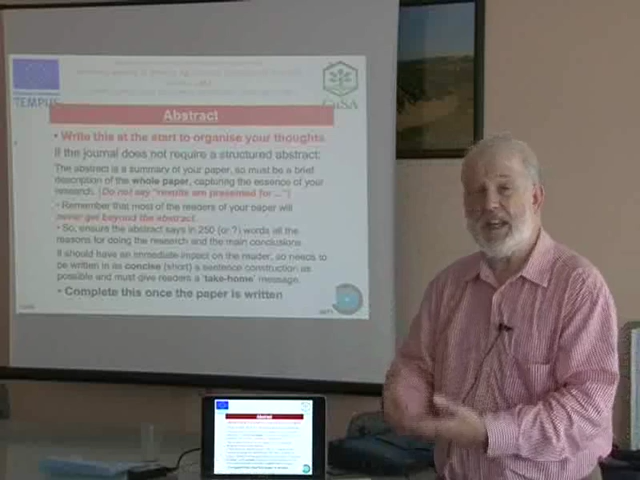 TEMPUS
CaSA
Abstract
• Write this at the start to organise your thoughts
If the journal does not require a structured abstract:
The abstract is a summary of your paper, so must be a brief
description of the whole paper, capturing the essence of your
research. (Do not say "results are presented for ...")
• Remember that most of the readers of your paper will
never get beyond the abstract.
• So, ensure the abstract says in 250 (or ?) words all the
reasons for doing the research and the main conclusions
It should have an immediate impact on the reader, so needs to
be written in as concise (short) a sentence construction as
possible and must give readers a 'take-home' message.
• Complete this once the paper is written
Abstract